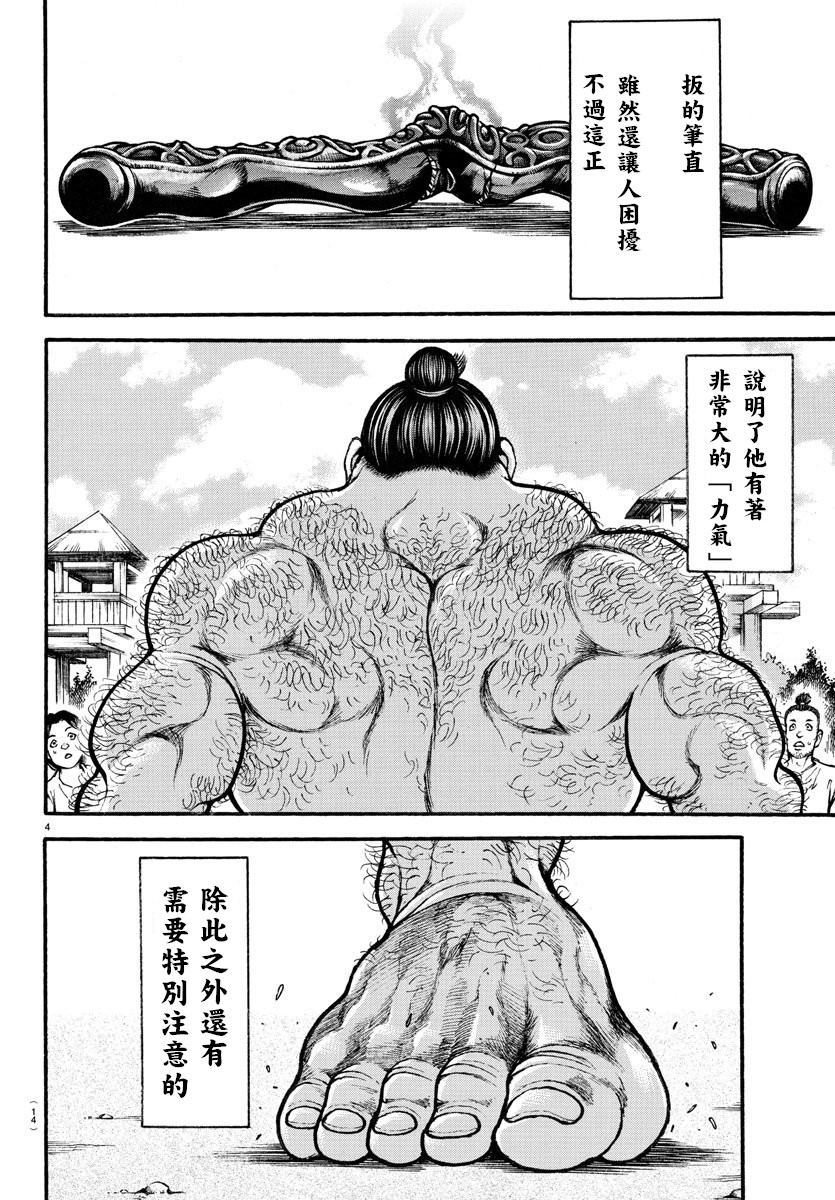 扳的筆直
雖然還讓人困擾
不過這正
說明了他有著
非常大的「力氣」
4
除此之外還有
需要特別注意的
(14)